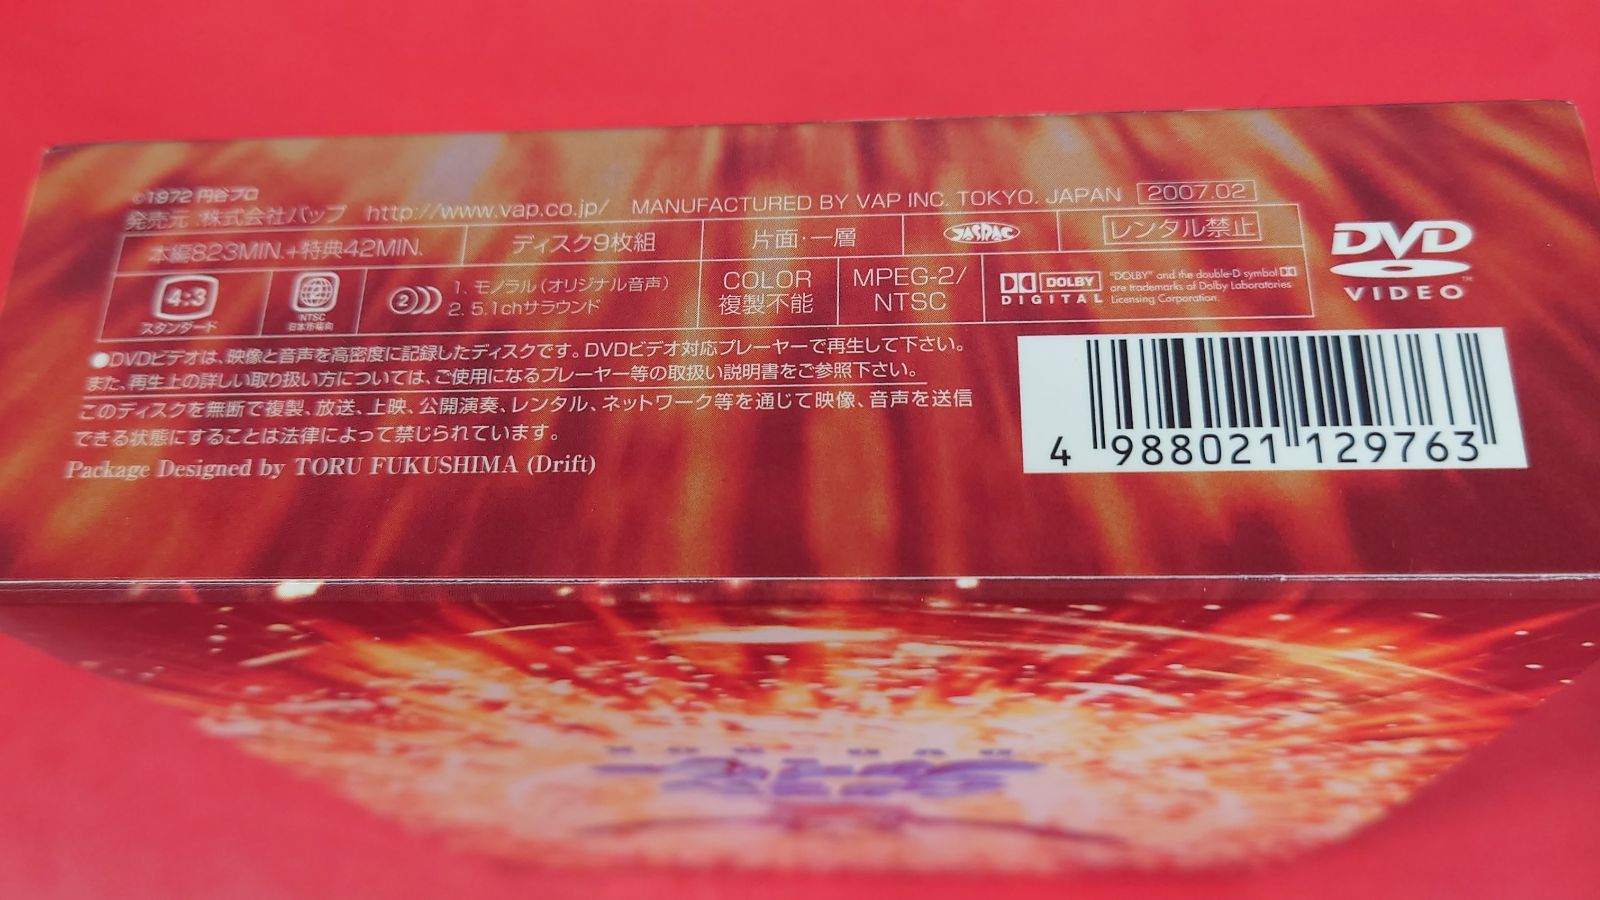 ©1972 円谷プロ
発売元:株式会社バップ http://www.vap.co.jp/ MANUFACTURED BY VAP INC. TOKYO. JAPAN 2007.02
本編823MIN.+特典42MIN. ディスク9枚組 片面・一層 JASPAC レンタル禁止
4:3 スタンダード
2 NTSC 日本市場向
2 1. モノラル(オリジナル音声)
2. 5.1chサラウンド
COLOR
複製不能
MPEG-2/
NTSC
DOLBY
DIGITAL
"DOLBY" and the double-D symbol
are trademarks of Dolby Laboratories
Licensing Corporation.
DVD
VIDEO™
●DVDビデオは、映像と音声を高密度に記録したディスクです。DVDビデオ対応プレーヤーで再生して下さい。
また、再生上の詳しい取り扱い方については、ご使用になるプレーヤー等の取扱い説明書をご参照下さい。
このディスクを無断で複製、放送、上映、公開演奏、レンタル、ネットワーク等を通じて映像、音声を送信
できる状態にすることは法律によって禁じられています。
Package Designed by TORU FUKUSHIMA (Drift)
4 988021 129763